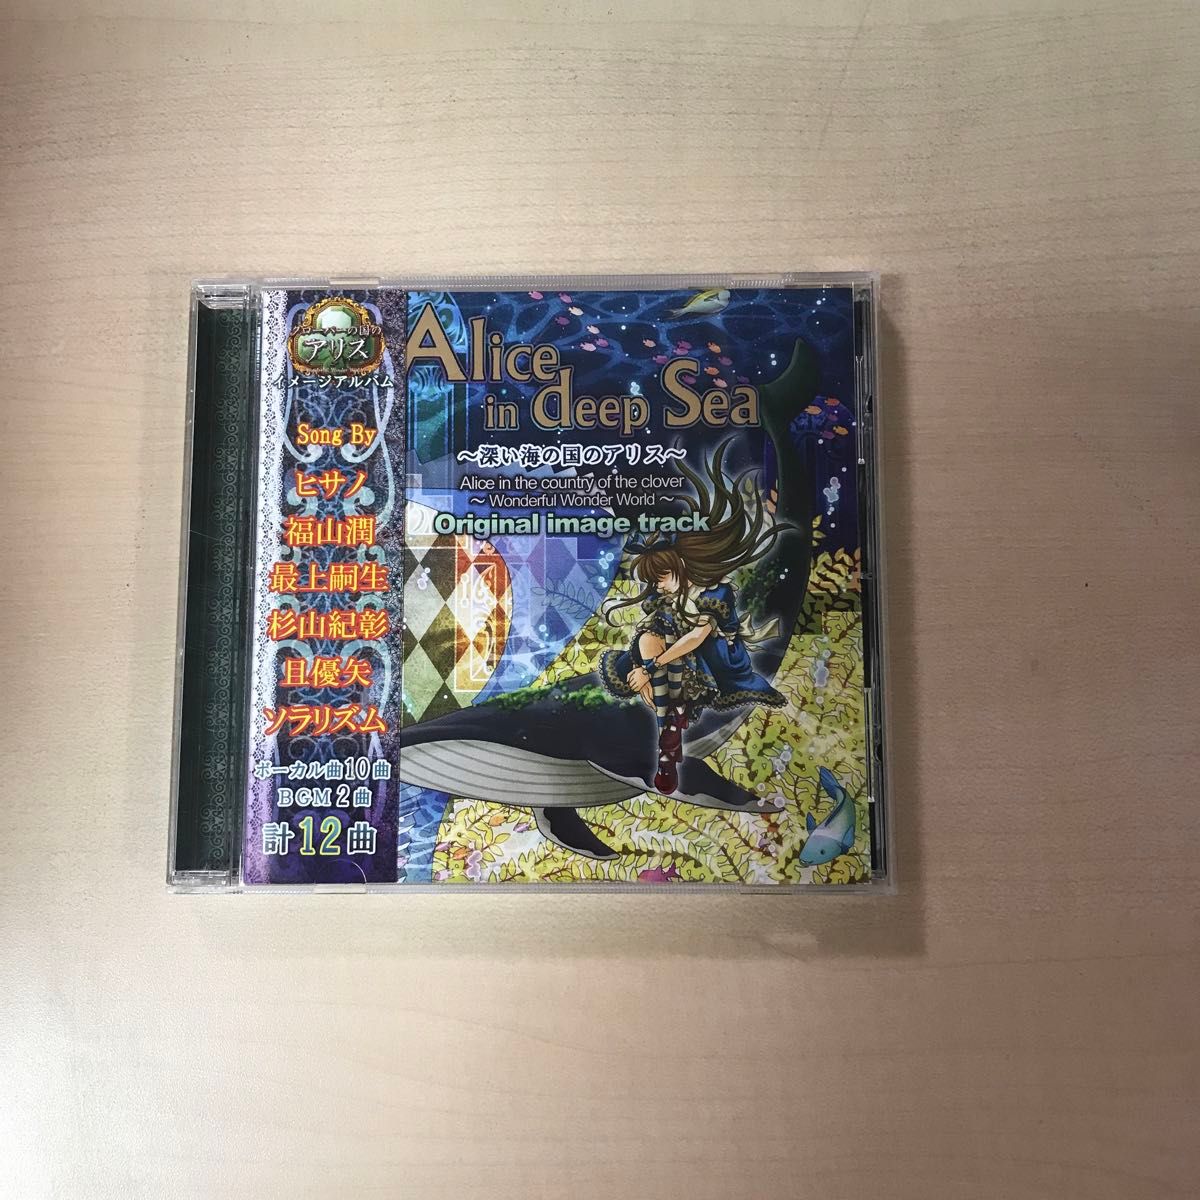 クローバーの国の
アリス
Wonderful Wonder World
イメージアルバム
Song By
ヒサノ
福山潤
最上嗣生
杉山紀彰
且優矢
ソラリズム
ボーカル曲10曲
BGM2曲
計12曲
Alice
in deep Sea
～深い海の国のアリス～
Alice in the country of the clover
～ Wonderful Wonder World ～
Original image track